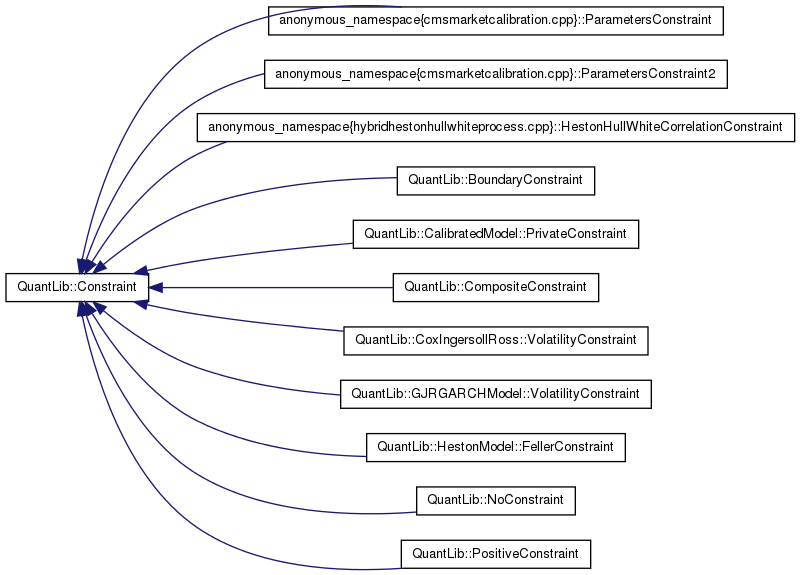 anonymous_namespace{cmsmarketcalibration.cpp}::ParametersConstraint
anonymous_namespace{cmsmarketcalibration.cpp}::ParametersConstraint2
anonymous_namespace{hybridhestonhullwhiteprocess.cpp}::HestonHullWhiteCorrelationConstraint
QuantLib::BoundaryConstraint
QuantLib::CalibratedModel::PrivateConstraint
QuantLib::Constraint
QuantLib::CompositeConstraint
QuantLib::CoxIngersollRoss::VolatilityConstraint
QuantLib::GJRGARCHModel::VolatilityConstraint
QuantLib::HestonModel::FellerConstraint
QuantLib::NoConstraint
QuantLib::PositiveConstraint